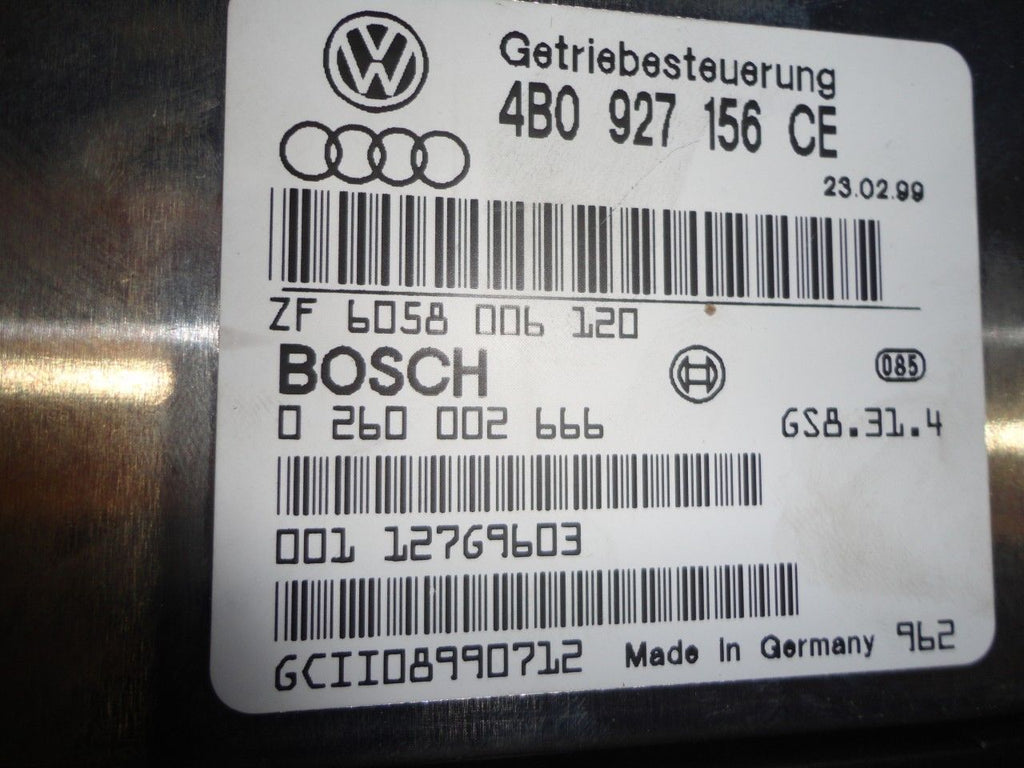 Getriebesteuerung
4B0 927 156 CE
23.02.99
ZF 6058 006 120
BOSCH
085
0 260 002 666
GS8.31.4
001 127G9603
GCII08990712
Made In Germany 962